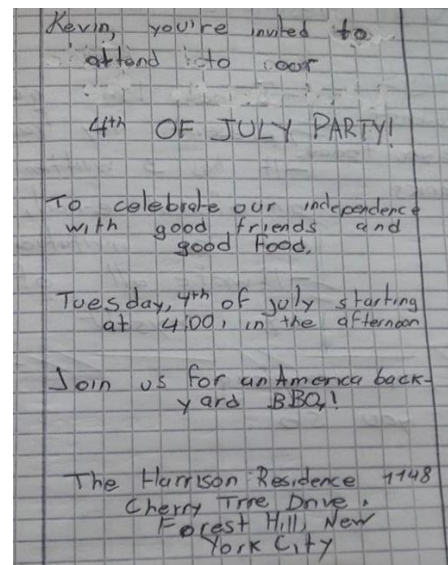 Kevin, you're invited to
attend to our
4th OF JULY PARTY!
To celebrate our independence
with good friends and
good Food.
Tuesday, 4th of july starting
at 4:00, in the afternoon
Join us for an America back-
yard BBQ!
The Harrison Residence 1148
Cherry Tree Drive.
Forest Hill, New
York City